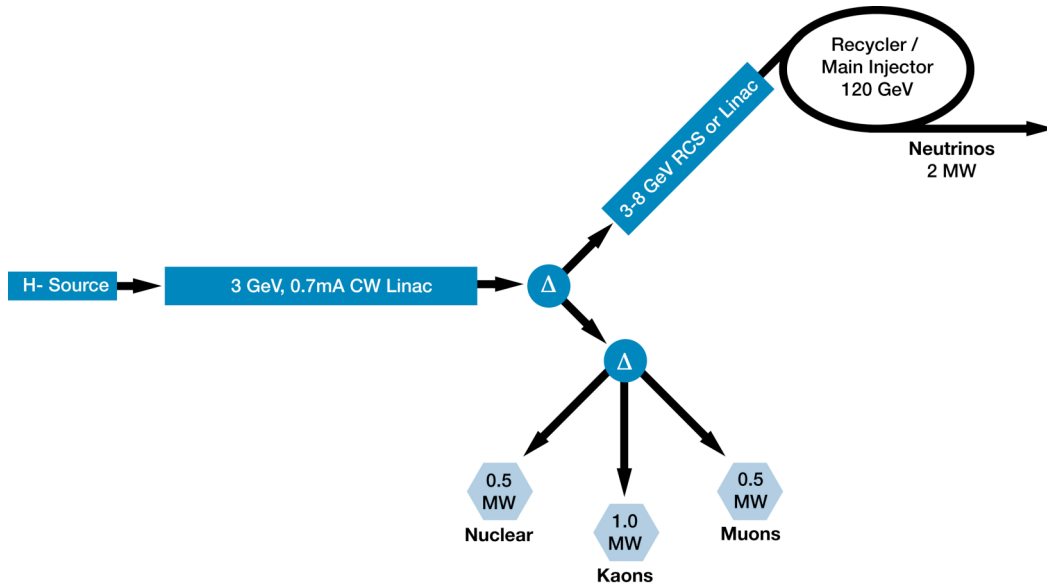 Recycler /
Main Injector
120 GeV
Neutrinos
2 MW
3-8 GeV RCS or Linac
H- Source
3 GeV, 0.7mA CW Linac
Δ
Δ
0.5
MW
Nuclear
1.0
MW
Kaons
0.5
MW
Muons